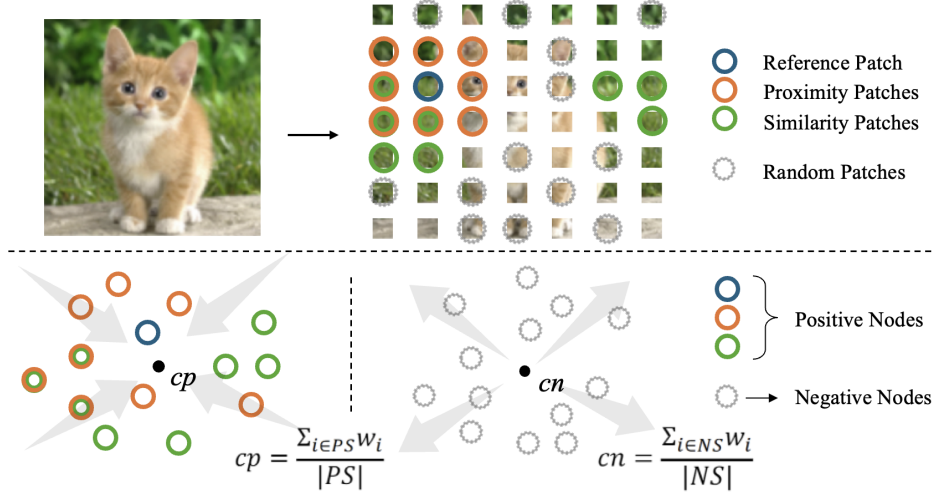 Reference Patch
Proximity Patches
Similarity Patches
Random Patches
cp
cn
Positive Nodes
Negative Nodes
cp = Σ_{i∈PS} w_i / |PS|
cn = Σ_{i∈NS} w_i / |NS|